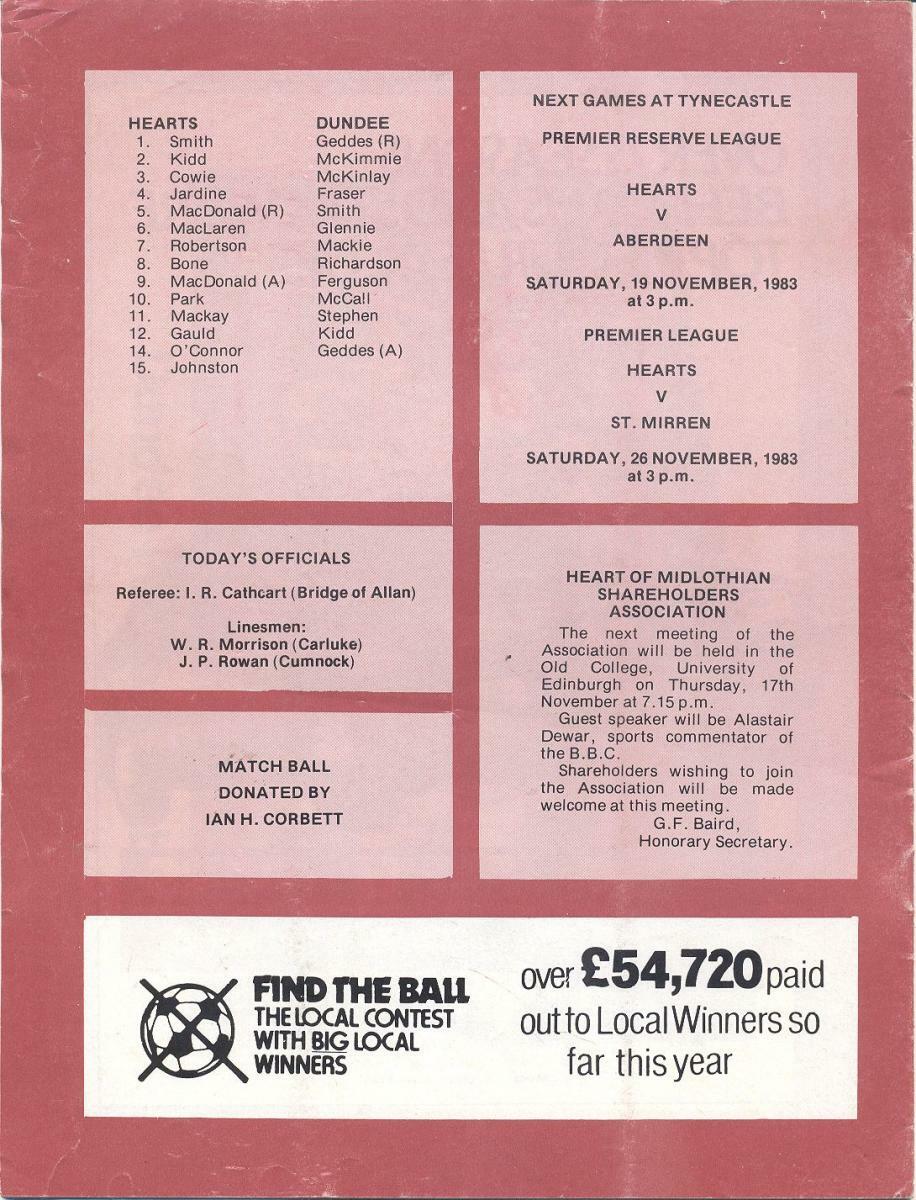 HEARTS DUNDEE
1. Smith Geddes (R)
2. Kidd McKimmie
3. Cowie McKinlay
4. Jardine Fraser
5. MacDonald (R) Smith
6. MacLaren Glennie
7. Robertson Mackie
8. Bone Richardson
9. MacDonald (A) Ferguson
10. Park McCall
11. Mackay Stephen
12. Gauld Kidd
14. O'Connor Geddes (A)
15. Johnston
NEXT GAMES AT TYNECASTLE
PREMIER RESERVE LEAGUE
HEARTS
V
ABERDEEN
SATURDAY, 19 NOVEMBER, 1983
at 3 p.m.
PREMIER LEAGUE
HEARTS
V
ST. MIRREN
SATURDAY, 26 NOVEMBER, 1983
at 3 p.m.
TODAY'S OFFICIALS
Referee: I. R. Cathcart (Bridge of Allan)
Linesmen:
W. R. Morrison (Carluke)
J. P. Rowan (Cumnock)
MATCH BALL
DONATED BY
IAN H. CORBETT
HEART OF MIDLOTHIAN
SHAREHOLDERS
ASSOCIATION
The next meeting of the
Association will be held in the
Old College, University of
Edinburgh on Thursday, 17th
November at 7.15 p.m.
Guest speaker will be Alastair
Dewar, sports commentator of
the B.B.C.
Shareholders wishing to join
the Association will be made
welcome at this meeting.
G.F. Baird,
Honorary Secretary.
FIND THE BALL
THE LOCAL CONTEST
WITH BIG LOCAL
WINNERS
over £54,720 paid
out to Local Winners so
far this year